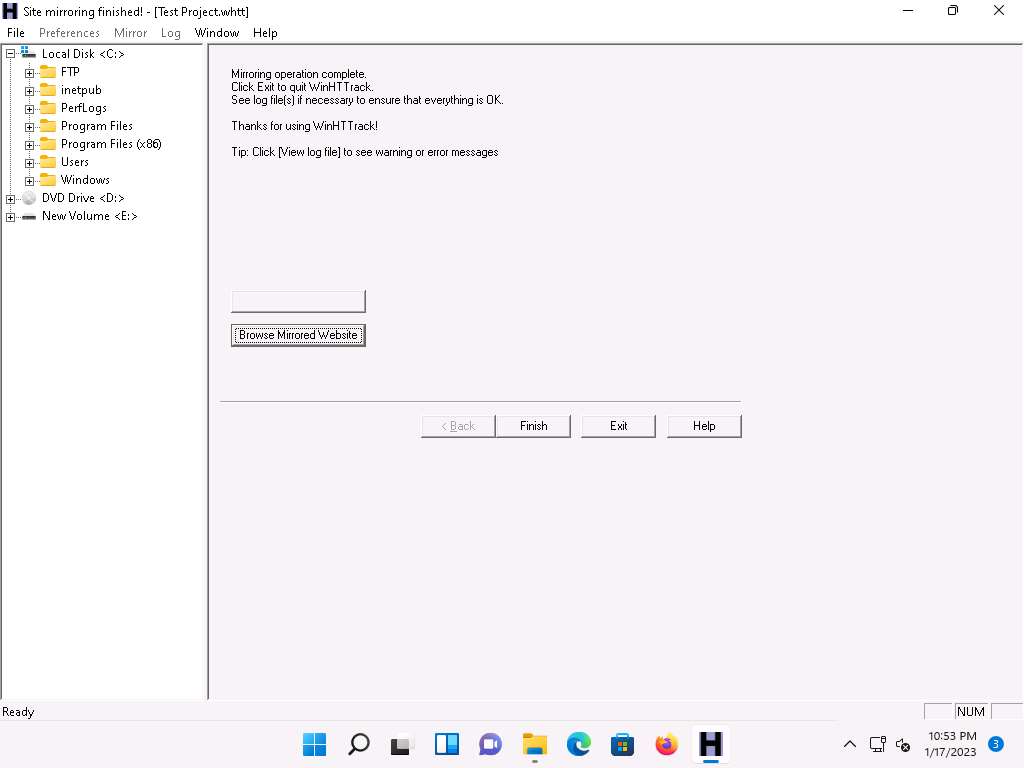 Site mirroring finished! - [Test Project.whtt]
File Preferences Mirror Log Window Help
Local Disk <C:>
FTP
inetpub
PerfLogs
Program Files
Program Files (x86)
Users
Windows
DVD Drive <D:>
New Volume <E:>
Mirroring operation complete.
Click Exit to quit WinHTTrack.
See log file(s) if necessary to ensure that everything is OK.
Thanks for using WinHTTrack!
Tip: Click [View log file] to see warning or error messages
Browse Mirrored Website
< Back Finish Exit Help
Ready
NUM
10:53 PM
1/17/2023
3